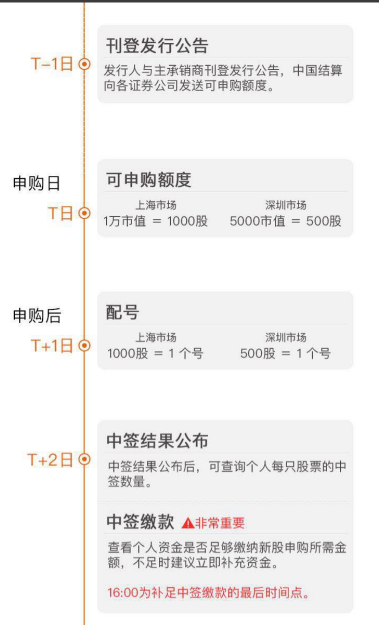 T-1日
刊登发行公告
发行人与主承销商刊登发行公告，中国结算
向各证券公司发送可申购额度。
申购日
T日
可申购额度
上海市场
1万市值 = 1000股
深圳市场
5000市值 = 500股
申购后
T+1日
配号
上海市场
1000股 = 1 个号
深圳市场
500股 = 1 个号
T+2日
中签结果公布
中签结果公布后，可查询个人每只股票的中
签数量。
中签缴款 非常重要
查看个人资金是否足够缴纳新股申购所需金
额，不足时建议立即补充资金。
16:00为补足中签缴款的最后时间点。